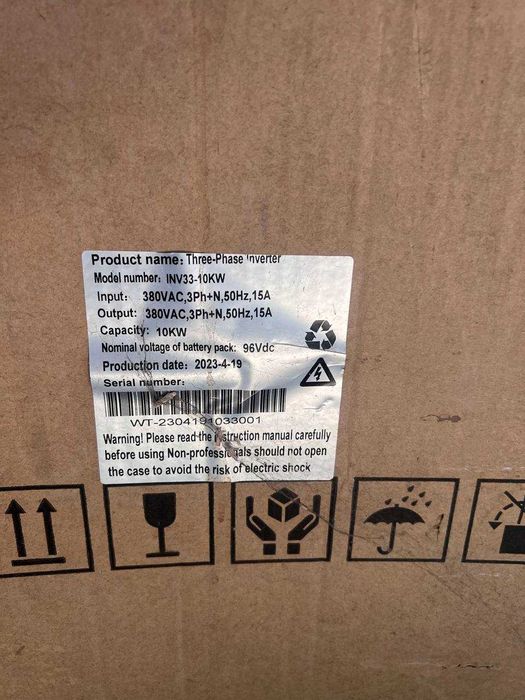 Product name: Three-Phase Inverter
Model number: INV33-10KW
Input: 380VAC,3Ph+N,50Hz,15A
Output: 380VAC,3Ph+N,50Hz,15A
Capacity: 10KW
Nominal voltage of battery pack: 96Vdc
Production date: 2023-4-19
Serial number:
WT-2304191033001
Warning! Please read the instruction manual carefully
before using Non-professionals should not open
the case to avoid the risk of electric shock